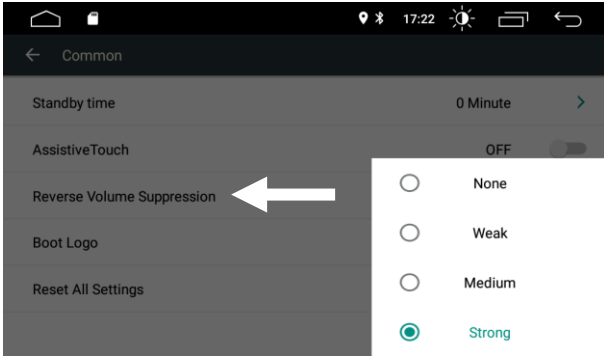 17:22
Common
Standby time 0 Minute
AssistiveTouch OFF
Reverse Volume Suppression
Boot Logo
Reset All Settings
None
Weak
Medium
Strong